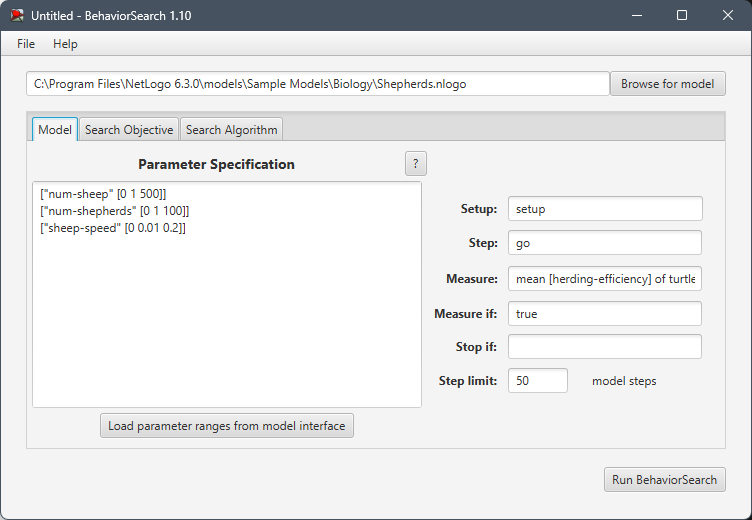 Untitled - BehaviorSearch 1.10
File Help
C:\Program Files\NetLogo 6.3.0\models\Sample Models\Biology\Shepherds.nlogo Browse for model
Model Search Objective Search Algorithm
Parameter Specification ?
["num-sheep" [0 1 500]]
["num-shepherds" [0 1 100]]
["sheep-speed" [0 0.01 0.2]]
Setup: setup
Step: go
Measure: mean [herding-efficiency] of turtle
Measure if: true
Stop if:
Step limit: 50 model steps
Load parameter ranges from model interface
Run BehaviorSearch